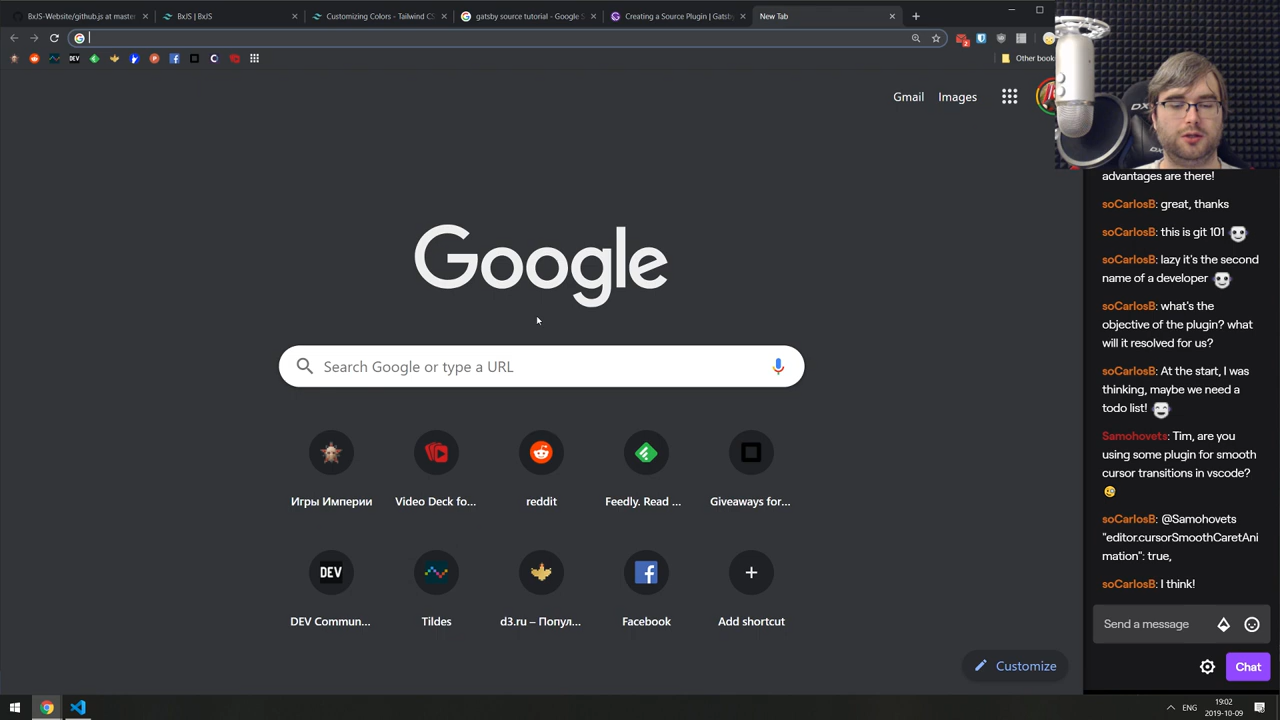 BxJS-Website/github.js at master
BxJS | BxJS
Customizing Colors - Tailwind CS
gatsby source tutorial - Google S
Creating a Source Plugin | Gatsby
New Tab
DEV
Other book
Gmail
Images
Google
Search Google or type a URL
Игры Империи
Video Deck fo...
reddit
Feedly. Read ...
Giveaways for...
DEV
DEV Commun...
Tildes
d3.ru – Попул...
Facebook
Add shortcut
Customize
advantages are there!
soCarlosB: great, thanks
soCarlosB: this is git 101
soCarlosB: lazy it's the second
name of a developer
soCarlosB: what's the
objective of the plugin? what
will it resolved for us?
soCarlosB: At the start, I was
thinking, maybe we need a
todo list!
Samohovets: Tim, are you
using some plugin for smooth
cursor transitions in vscode?
soCarlosB: @Samohovets
"editor.cursorSmoothCaretAni
mation": true,
soCarlosB: I think!
Send a message
Chat
ENG
19:02
2019-10-09